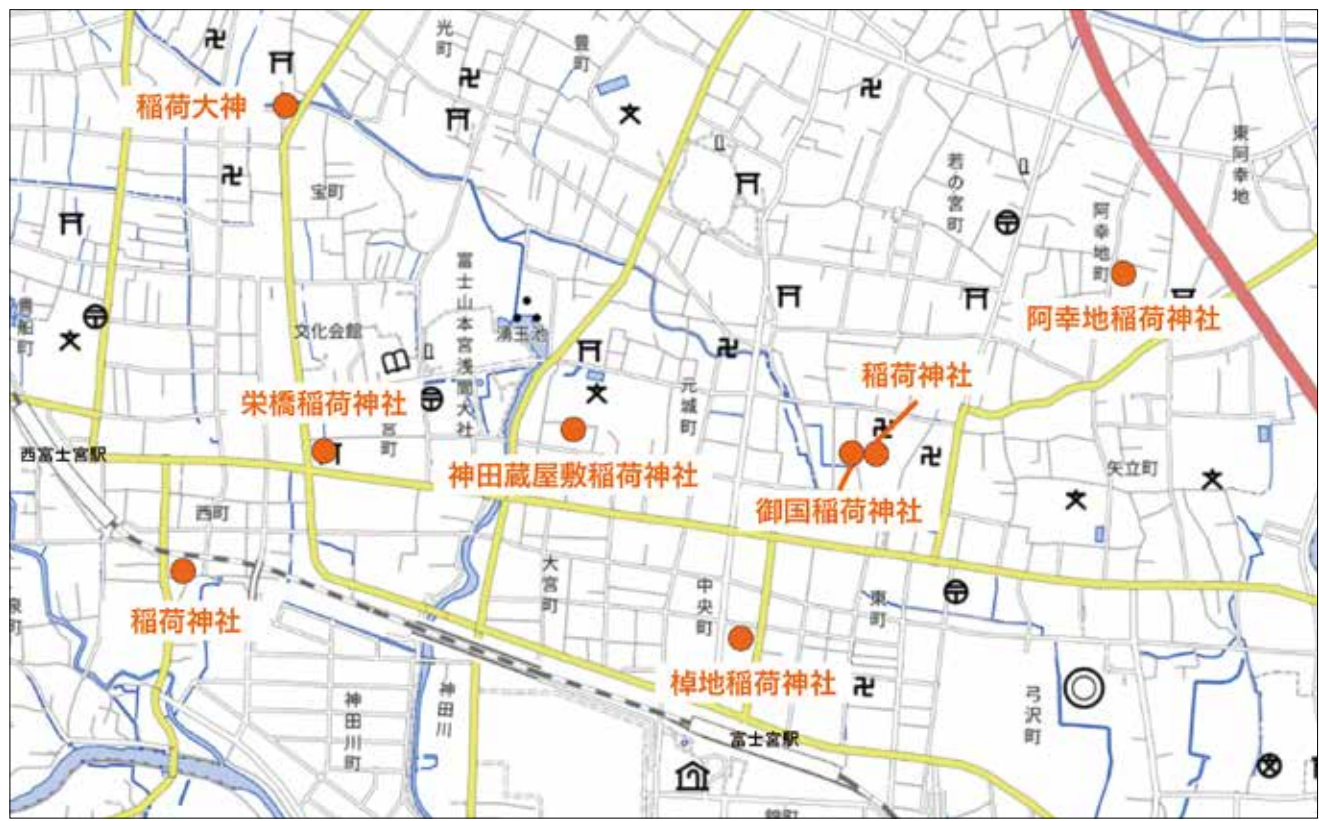 光町
豊町
稲荷大神
東阿幸地
若の宮町
宝町
阿幸地町
富士山本宮浅間大社
豊船町
文化会館
湧玉池
阿幸地稲荷神社
稲荷神社
元城町
栄橋稲荷神社
宮町
西富士宮駅
神田蔵屋敷稲荷神社
矢立町
御国稲荷神社
西町
大宮町
中央町
東町
稲荷神社
棹地稲荷神社
神田川町
神田川
弓沢町
富士宮駅